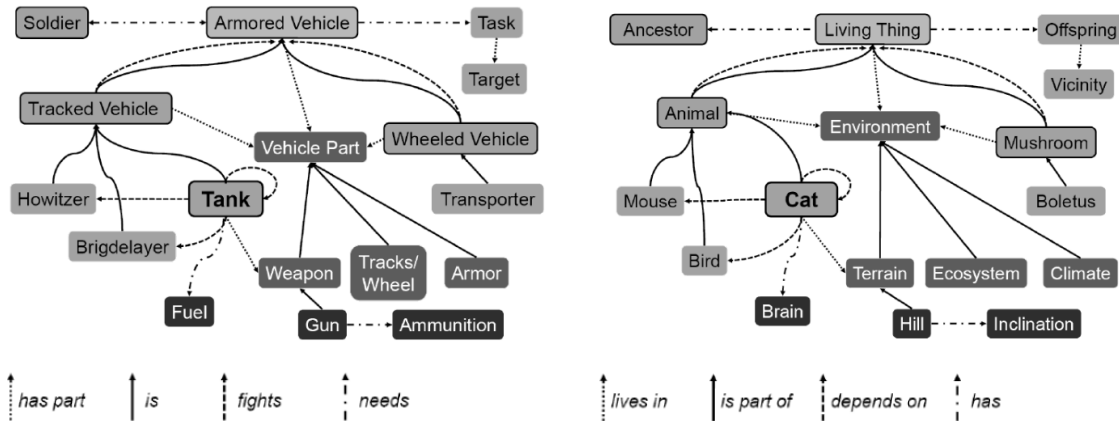 Soldier
Armored Vehicle
Task
Target
Tracked Vehicle
Vehicle Part
Wheeled Vehicle
Howitzer
Tank
Transporter
Brigdelayer
Weapon
Tracks/
Wheel
Armor
Fuel
Gun
Ammunition
has part
is
fights
needs
Ancestor
Living Thing
Offspring
Vicinity
Animal
Environment
Mushroom
Mouse
Cat
Boletus
Bird
Terrain
Ecosystem
Climate
Brain
Hill
Inclination
lives in
is part of
depends on
has